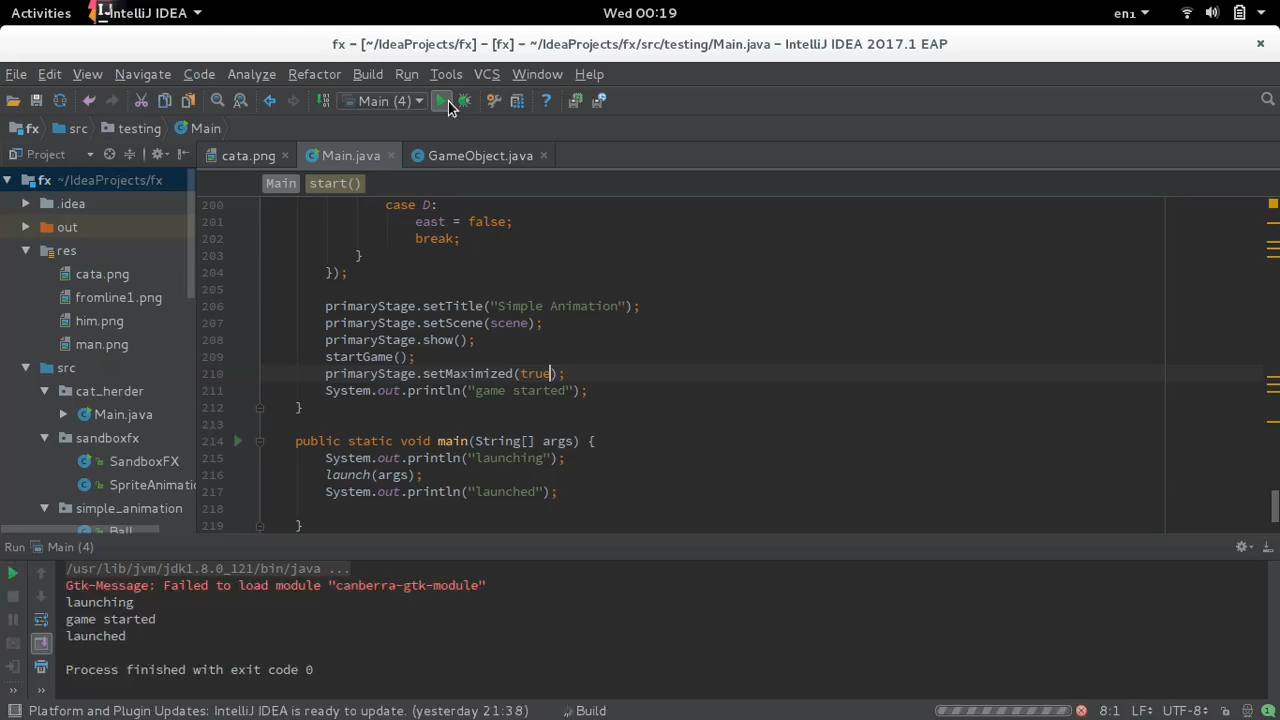 Activities IntelliJ IDEA Wed 00:19 en1
fx – [~/IdeaProjects/fx] – [fx] – ~/IdeaProjects/fx/src/testing/Main.java – IntelliJ IDEA 2017.1 EAP
File Edit View Navigate Code Analyze Refactor Build Run Tools VCS Window Help
Main (4)
fx src testing Main
Project cata.png Main.java GameObject.java
Main start()
fx ~/IdeaProjects/fx
.idea
out
res
cata.png
fromline1.png
him.png
man.png
src
cat_herder
Main.java
sandboxfx
SandboxFX
SpriteAnimatio
simple_animation
Ball
200 case D:
201 east = false;
202 break;
203 }
204 });
205
206 primaryStage.setTitle("Simple Animation");
207 primaryStage.setScene(scene);
208 primaryStage.show();
209 startGame();
210 primaryStage.setMaximized(true);
211 System.out.println("game started");
212 }
213
214 public static void main(String[] args) {
215 System.out.println("launching");
216 launch(args);
217 System.out.println("launched");
218
219 }
Run Main (4)
/usr/lib/jvm/jdk1.8.0_121/bin/java ...
Gtk-Message: Failed to load module "canberra-gtk-module"
launching
game started
launched
Process finished with exit code 0
Platform and Plugin Updates: IntelliJ IDEA is ready to update. (yesterday 21:38) Build 8:1 LF÷ UTF-8÷ 1